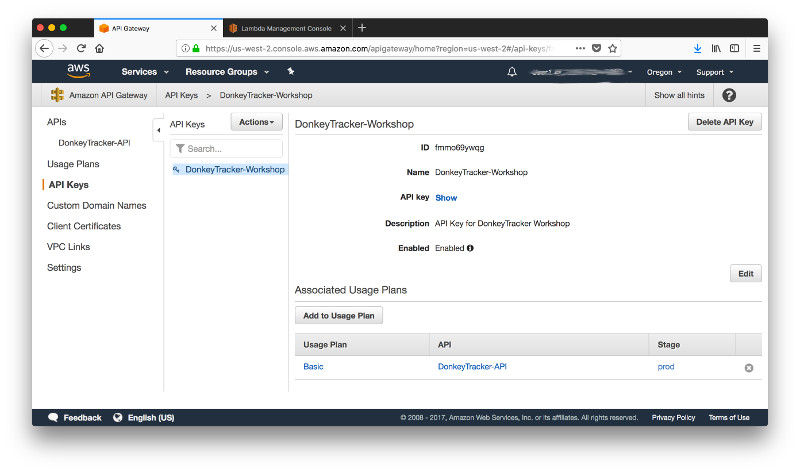 API Gateway
Lambda Management Console
https://us-west-2.console.aws.amazon.com/apigateway/home?region=us-west-2#/api-keys/
aws
Services
Resource Groups
Oregon
Support
Amazon API Gateway
API Keys > DonkeyTracker-Workshop
Show all hints
APIs
DonkeyTracker-API
Usage Plans
API Keys
Custom Domain Names
Client Certificates
VPC Links
Settings
API Keys
Actions
Search...
DonkeyTracker-Workshop
DonkeyTracker-Workshop
Delete API Key
ID fmmo69ywqg
Name DonkeyTracker-Workshop
API key Show
Description API Key for DonkeyTracker Workshop
Enabled Enabled
Edit
Associated Usage Plans
Add to Usage Plan
Usage Plan API Stage
Basic DonkeyTracker-API prod
Feedback
English (US)
© 2008 - 2017, Amazon Web Services, Inc. or its affiliates. All rights reserved.
Privacy Policy
Terms of Use